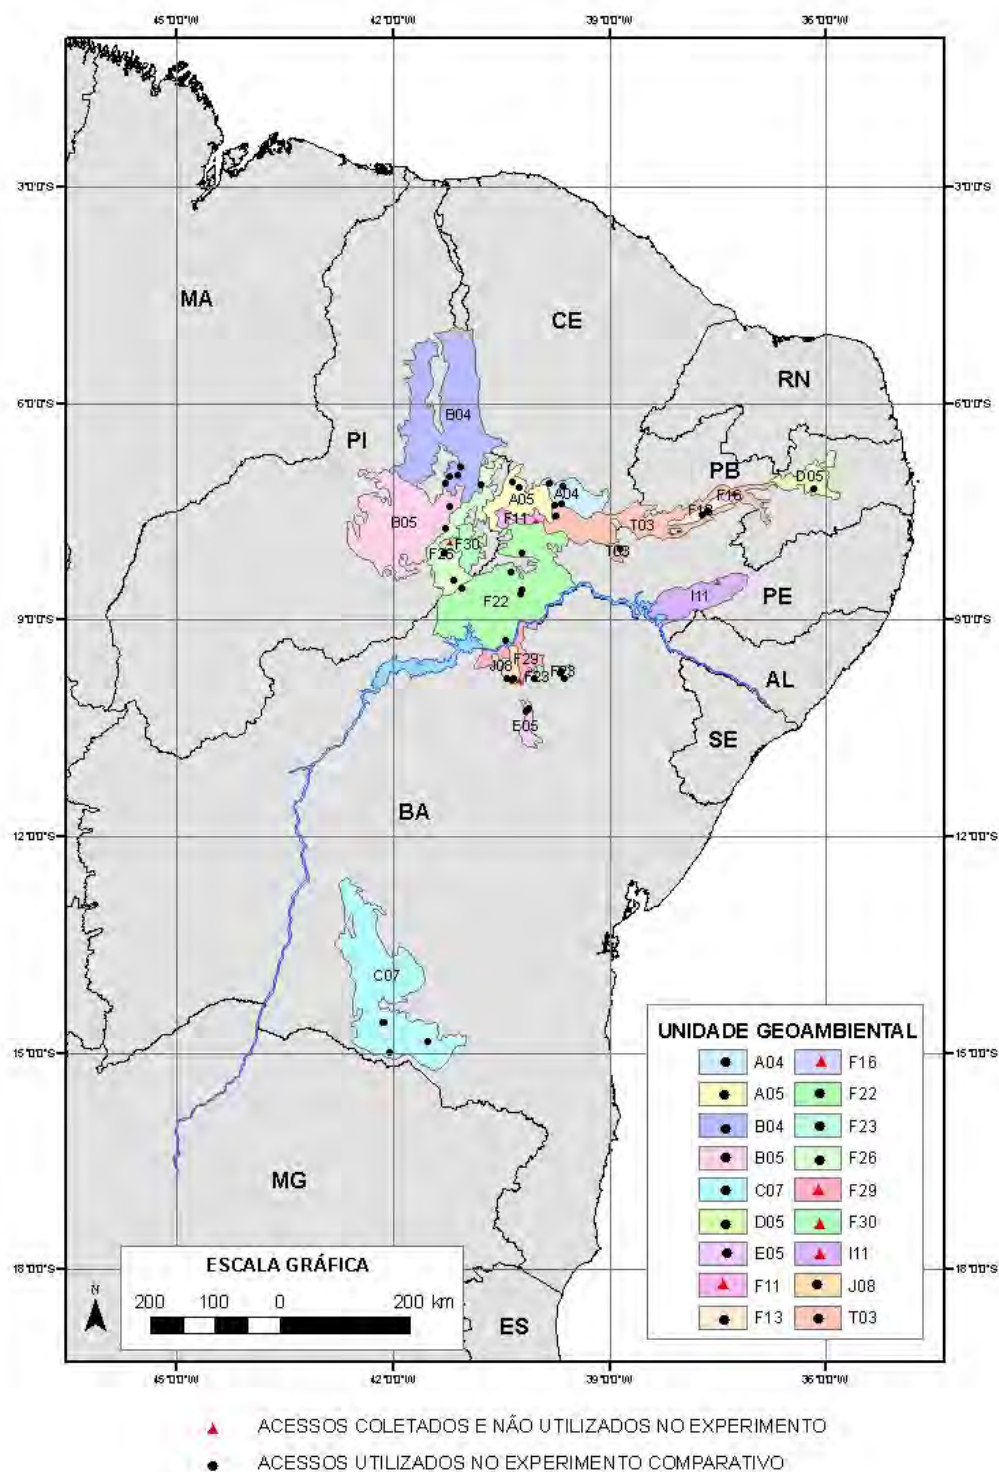 45°0'0"W 42°0'0"W 39°0'0"W 36°0'0"W
3°0'0"S 3°0'0"S
MA
CE
RN
6°0'0"S 6°0'0"S
B04
PI
PB
D05
A05 A04
F16
B05
F11
T03
F13
F30
F26
T03
F22
I11
PE
9°0'0"S 9°0'0"S
J08
F29
F23
F23
AL
E05
SE
BA
12°0'0"S 12°0'0"S
C07
15°0'0"S 15°0'0"S
MG
18°0'0"S 18°0'0"S
ES
UNIDADE GEOAMBIENTAL
A04 F16
A05 F22
B04 F23
B05 F26
C07 F29
D05 F30
E05 I11
F11 J08
F13 T03
N
ESCALA GRÁFICA
200 100 0 200 km
45°0'0"W 42°0'0"W 39°0'0"W 36°0'0"W
ACESSOS COLETADOS E NÃO UTILIZADOS NO EXPERIMENTO
ACESSOS UTILIZADOS NO EXPERIMENTO COMPARATIVO